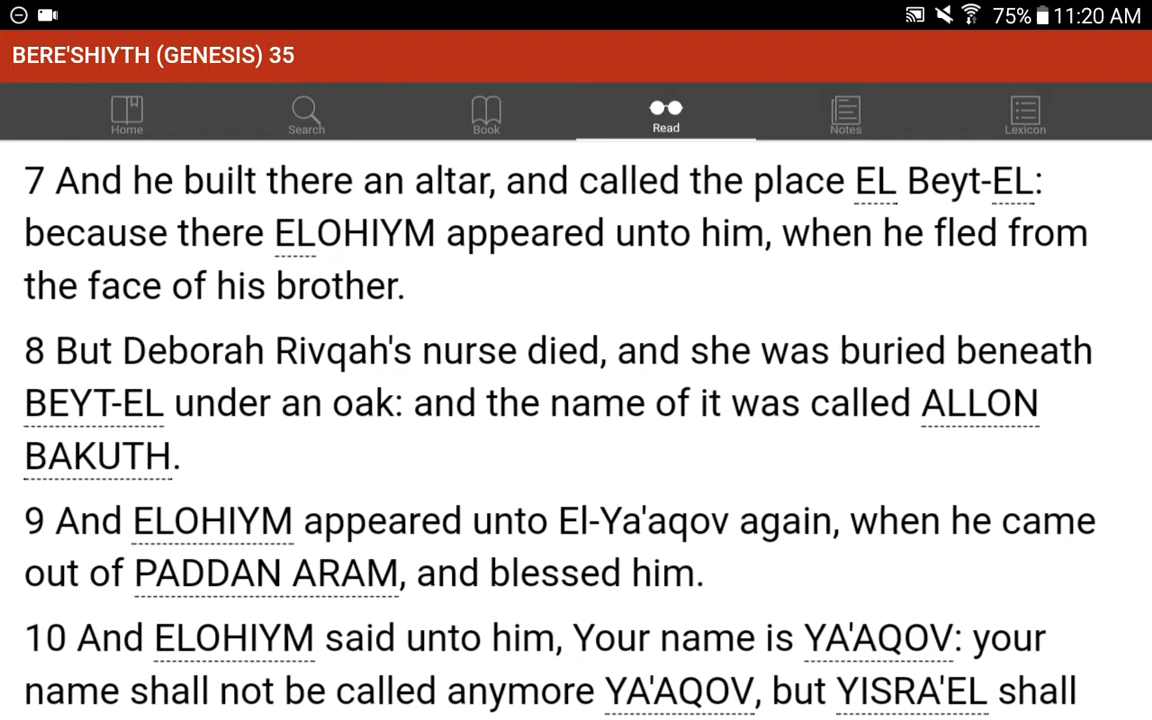 75% 11:20 AM
BERE'SHIYTH (GENESIS) 35
Home Search Book Read Notes Lexicon
7 And he built there an altar, and called the place EL Beyt-EL:
because there ELOHIYM appeared unto him, when he fled from
the face of his brother.
8 But Deborah Rivqah's nurse died, and she was buried beneath
BEYT-EL under an oak: and the name of it was called ALLON
BAKUTH.
9 And ELOHIYM appeared unto El-Ya'aqov again, when he came
out of PADDAN ARAM, and blessed him.
10 And ELOHIYM said unto him, Your name is YA'AQOV: your
name shall not be called anymore YA'AQOV, but YISRA'EL shall